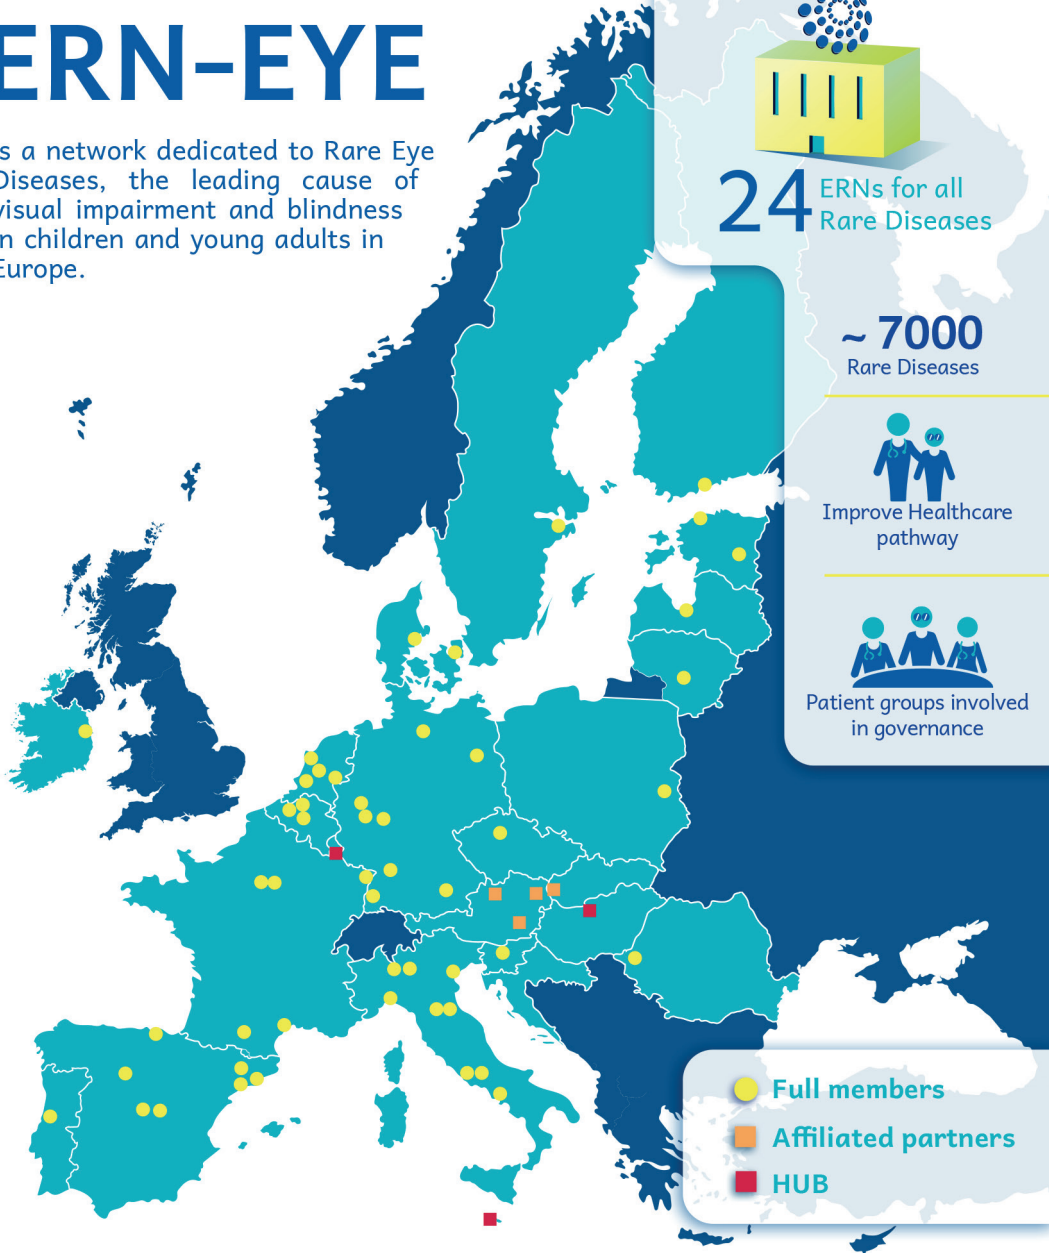 ERN-EYE
s a network dedicated to Rare Eye
Diseases, the leading cause of
visual impairment and blindness
n children and young adults in
Europe.
24 ERNs for all
Rare Diseases
~ 7000
Rare Diseases
Improve Healthcare
pathway
Patient groups involved
in governance
Full members
Affiliated partners
HUB